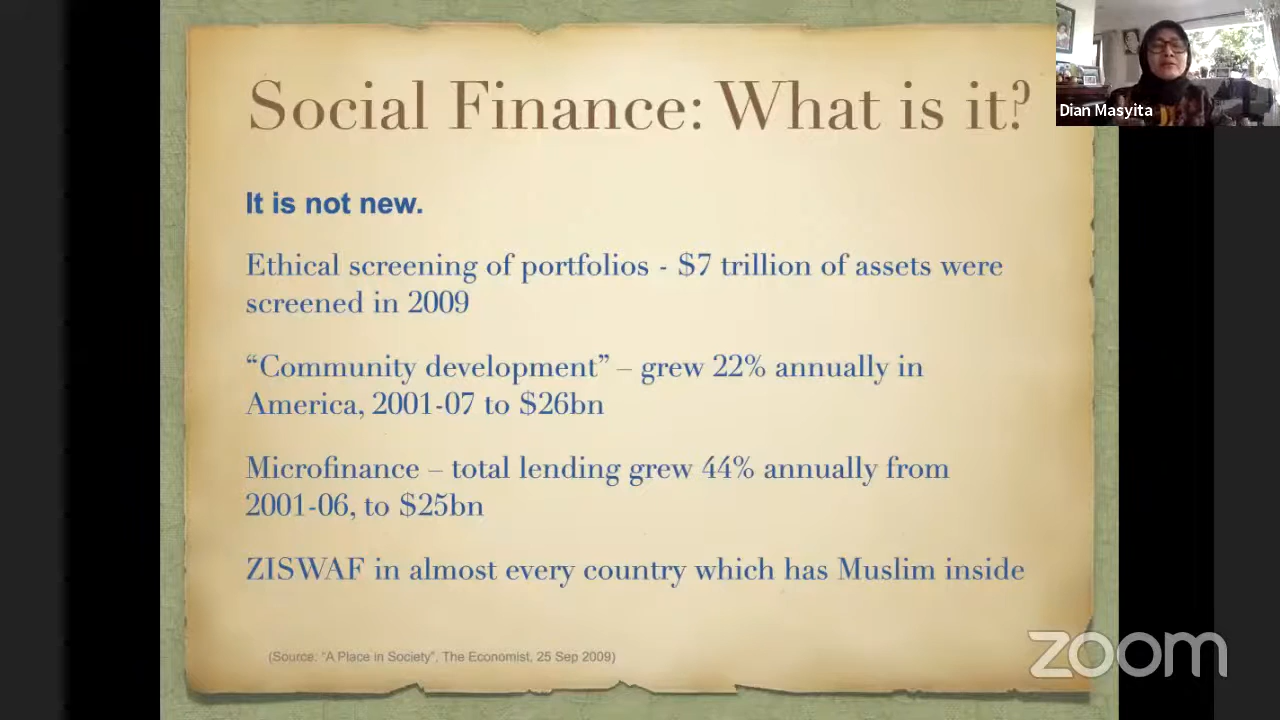 Social Finance: What is it?
Dian Masyita
It is not new.
Ethical screening of portfolios - $7 trillion of assets were
screened in 2009
“Community development” – grew 22% annually in
America, 2001-07 to $26bn
Microfinance – total lending grew 44% annually from
2001-06, to $25bn
ZISWAF in almost every country which has Muslim inside
(Source: “A Place in Society”, The Economist, 25 Sep 2009)
zoom